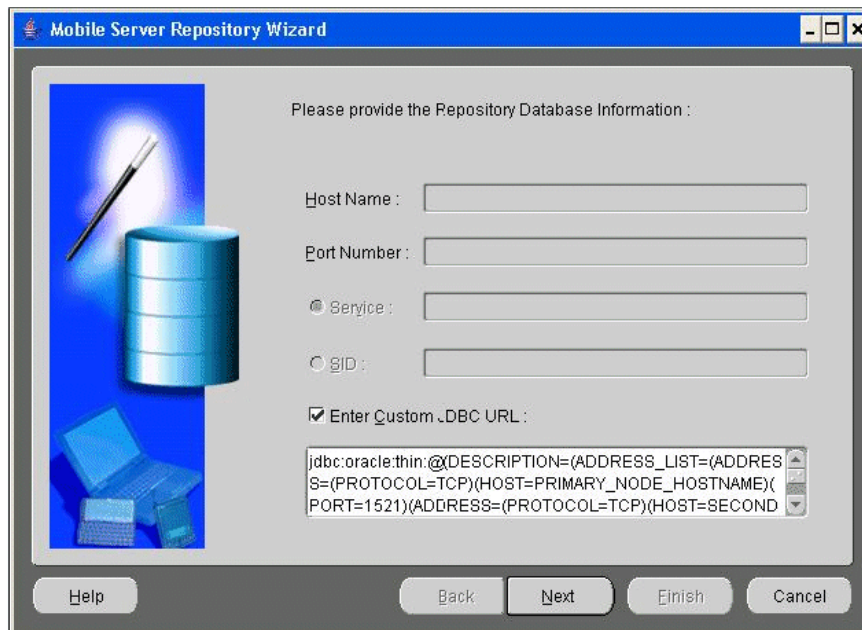 Mobile Server Repository Wizard
Please provide the Repository Database Information :
Host Name :
Port Number :
Service :
SID :
Enter Custom JDBC URL :
jdbc:oracle:thin:@(DESCRIPTION=(ADDRESS_LIST=(ADDRES
S=(PROTOCOL=TCP)(HOST=PRIMARY_NODE_HOSTNAME)(
PORT=1521)(ADDRESS=(PROTOCOL=TCP)(HOST=SECOND
Help
Back
Next
Finish
Cancel